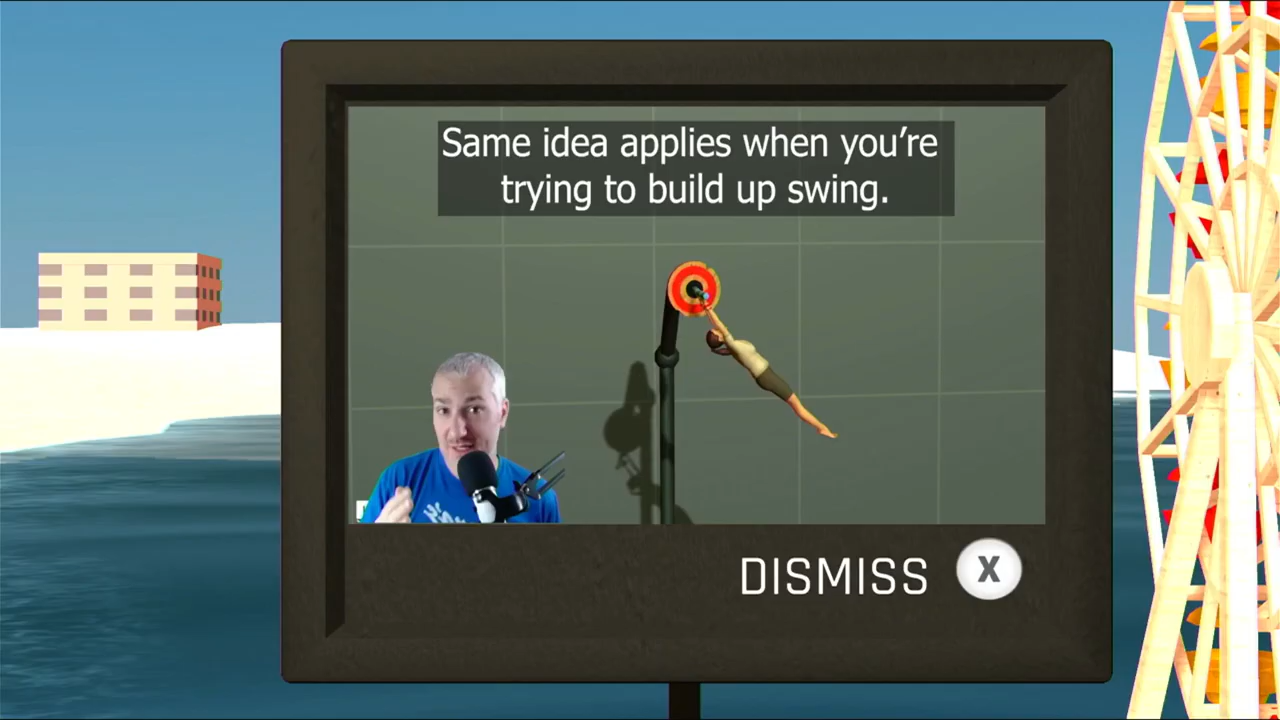 Same idea applies when you're
trying to build up swing.
DISMISS X